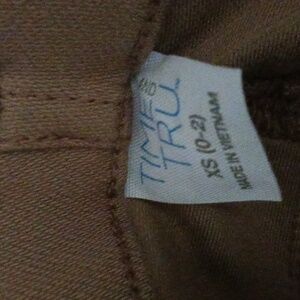 TIME
AND
TRU
XS (0-2)
MADE IN VIETNAM